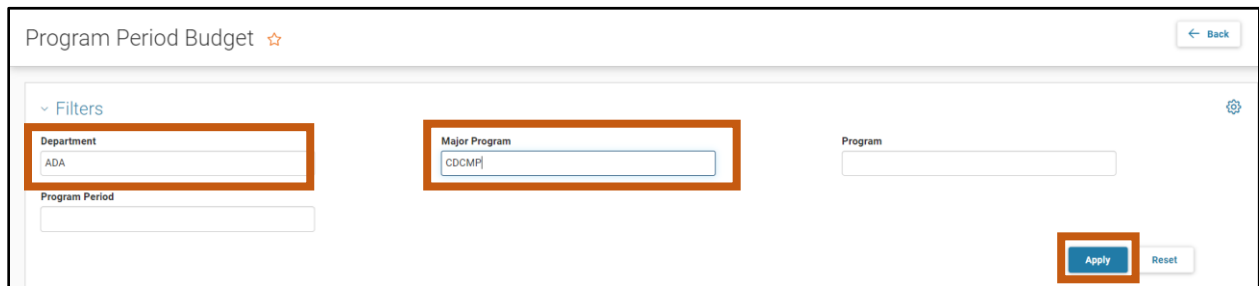 Program Period Budget
Back
Filters
Department
Major Program
Program
ADA
CDCMP
Program Period
Apply
Reset